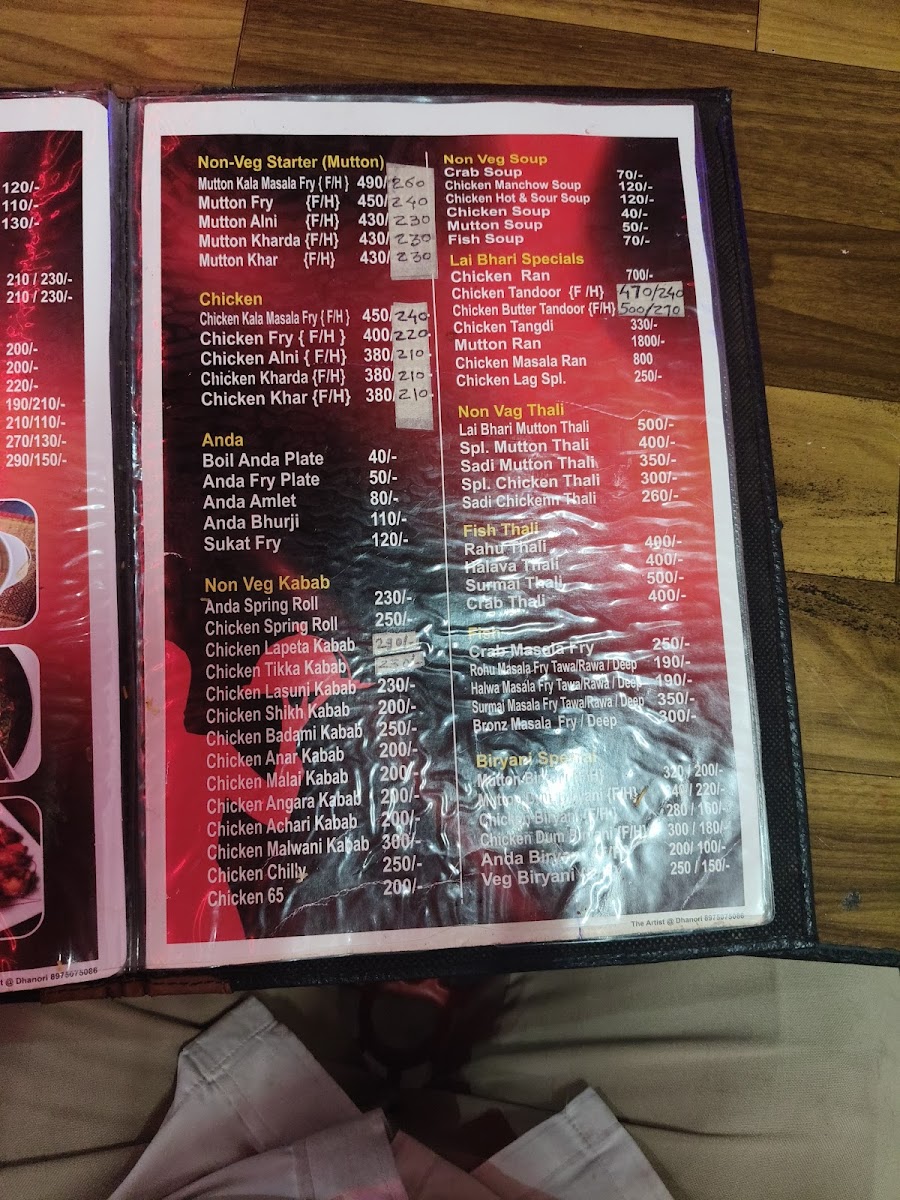 120/-
110/-
130/-
210 / 230/-
210 / 230/-
200/-
200/-
220/-
190/210/-
210/110/-
270/130/-
290/150/-
@ Dhanori 8975675086
Non-Veg Starter (Mutton)
Mutton Kala Masala Fry { F/H } 490/ 260
Mutton Fry {F/H} 450/ 240
Mutton Alni {F/H} 430/ 230
Mutton Kharda {F/H} 430/ 230
Mutton Khar {F/H} 430/ 230
Chicken
Chicken Kala Masala Fry { F/H } 450/ 240
Chicken Fry { F/H } 400/ 220
Chicken Alni { F/H} 380/ 210
Chicken Kharda {F/H} 380/ 210
Chicken Khar {F/H} 380/ 210
Anda
Boil Anda Plate 40/-
Anda Fry Plate 50/-
Anda Amlet 80/-
Anda Bhurji 110/-
Sukat Fry 120/-
Non Veg Kabab
Anda Spring Roll 230/-
Chicken Spring Roll 250/-
Chicken Lapeta Kabab
Chicken Tikka Kabab
Chicken Lasuni Kabab 230/-
Chicken Shikh Kabab 200/-
Chicken Badami Kabab 250/-
Chicken Anar Kabab 200/-
Chicken Malai Kabab 200/-
Chicken Angara Kabab 200/-
Chicken Achari Kabab 200/-
Chicken Malwani Kabab 300/-
Chicken Chilly 250/-
Chicken 65 200/-
Non Veg Soup
Crab Soup 70/-
Chicken Manchow Soup 120/-
Chicken Hot & Sour Soup 120/-
Chicken Soup 40/-
Mutton Soup 50/-
Fish Soup 70/-
Lai Bhari Specials
Chicken Ran 700/-
Chicken Tandoor {F /H} 470/240
Chicken Butter Tandoor {F/H} 500/270
Chicken Tangdi 330/-
Mutton Ran 1800/-
Chicken Masala Ran 800
Chicken Lag Spl. 250/-
Non Vag Thali
Lai Bhari Mutton Thali 500/-
Spl. Mutton Thali 400/-
Sadi Mutton Thali 350/-
Spl. Chicken Thali 300/-
Sadi Chickenn Thali 260/-
Fish Thali
Rahu Thali 400/-
Halava Thali 400/-
Surmai Thali 500/-
Crab Thali 400/-
Fish
Crab Masala Fry 250/-
Rohu Masala Fry Tawa/Rawa / Deep 190/-
Halwa Masala Fry Tawa/Rawa / Deep 190/-
Surmai Masala Fry Tawa/Rawa / Deep 350/-
Bronz Masala Fry / Deep 300/-
Biryani Special
Mutton 320 / 200/-
Mutton {F/H} 220/-
Chicken Biryani 280 / 160/-
Chicken Dum {F/H} 300 / 180/-
Anda 200/ 100/-
Veg Biryani 250 / 150/-
The Artist @ Dhanori 8975675086